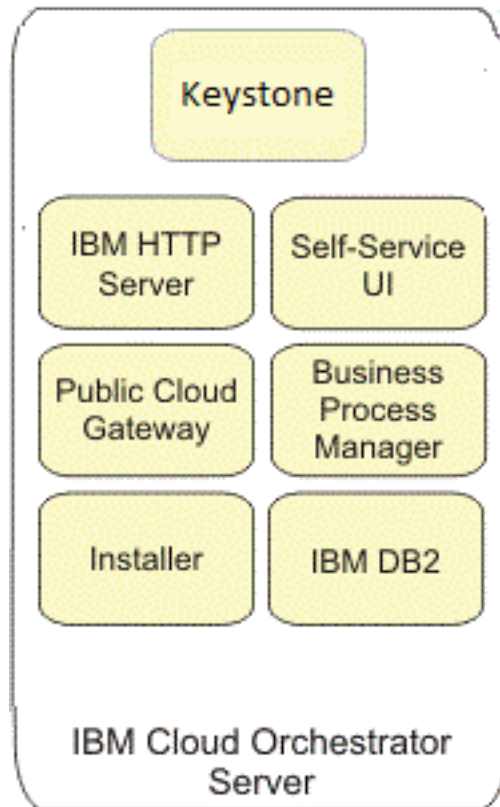 Keystone
IBM HTTP
Server
Self-Service
UI
Public Cloud
Gateway
Business
Process
Manager
Installer
IBM DB2
IBM Cloud Orchestrator
Server